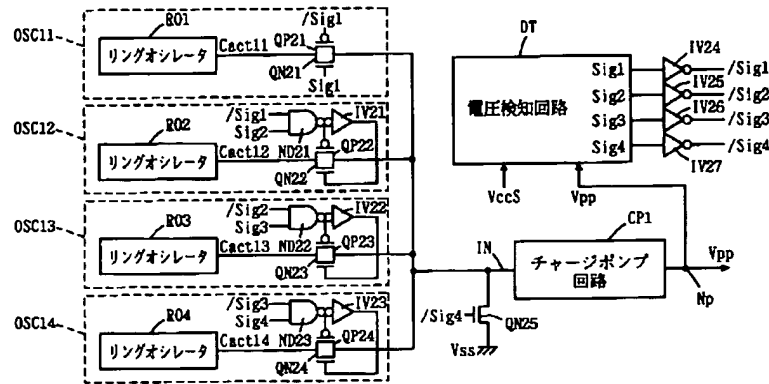 OSC11
RO1
リングオシレータ
Cact11
/Sig1
QP21
QN21
Sig1
OSC12
RO2
リングオシレータ
Cact12
/Sig1
Sig2
ND21
IV21
QP22
QN22
OSC13
RO3
リングオシレータ
Cact13
/Sig2
Sig3
ND22
IV22
QP23
QN23
OSC14
RO4
リングオシレータ
Cact14
/Sig3
Sig4
ND23
IV23
QP24
QN24
DT
電圧検知回路
Sig1
Sig2
Sig3
Sig4
IV24
IV25
IV26
IV27
/Sig1
/Sig2
/Sig3
/Sig4
VccS
Vpp
CP1
IN
チャージポンプ
回路
Vpp
Np
/Sig4
QN25
Vss